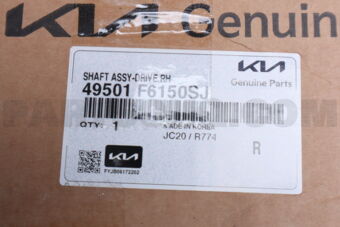 KIA Genuin
SHAFT ASSY-DRIVE,RH
49501 F6150SJ
QTY: 1
MADE IN KOREA
JC20 / R774
KIA
Genuine Parts
R
KIA
FYJB06172202